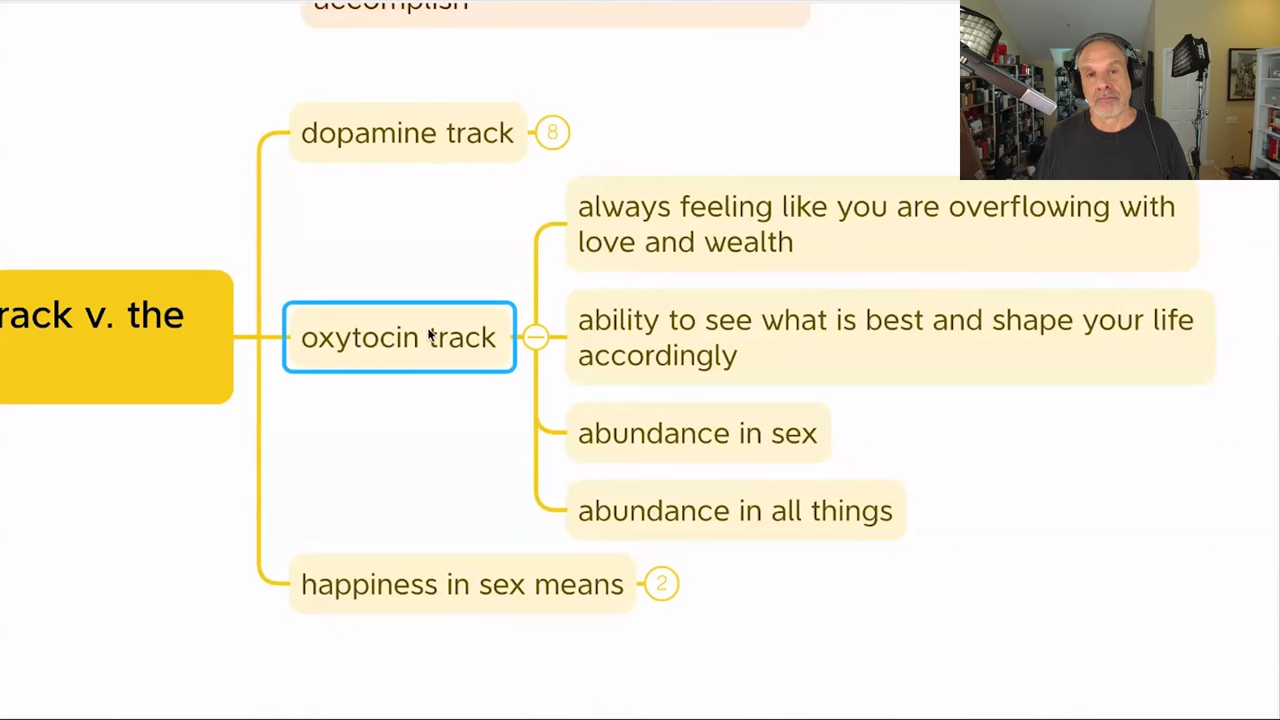 accomplish
dopamine track
8
always feeling like you are overflowing with
love and wealth
rack v. the
oxytocin track
ability to see what is best and shape your life
accordingly
abundance in sex
abundance in all things
happiness in sex means
2